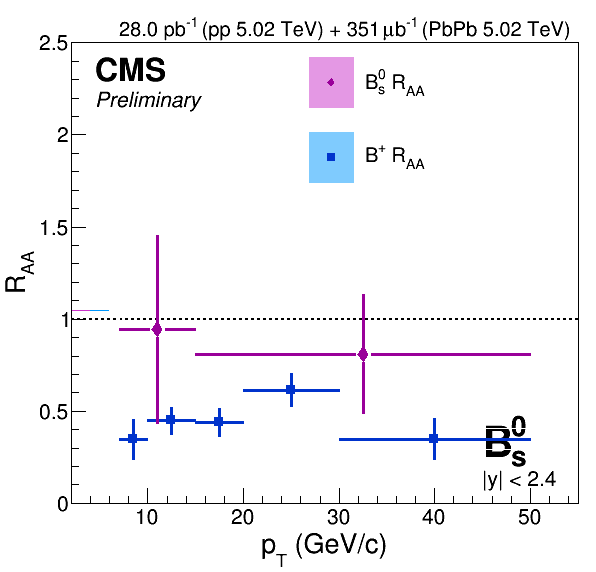 28.0 pb⁻¹ (pp 5.02 TeV) + 351 μb⁻¹ (PbPb 5.02 TeV)
CMS
Preliminary
B⁰ₛ R_AA
B⁺ R_AA
R_AA
2.5
2
1.5
1
0.5
0
B⁰ₛ
|y| < 2.4
10 20 30 40 50
p_T (GeV/c)